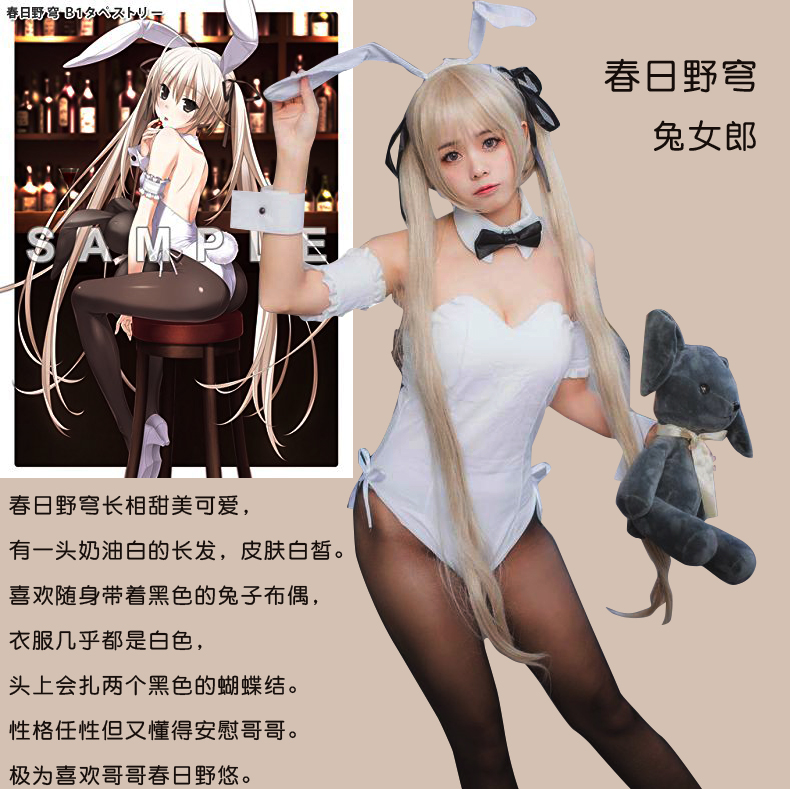 春日野 穹 B1タペストリー
SAMPLE
春日野穹
兔女郎
春日野穹长相甜美可爱，
有一头奶油白的长发，皮肤白皙。
喜欢随身带着黑色的兔子布偶，
衣服几乎都是白色，
头上会扎两个黑色的蝴蝶结。
性格任性但又懂得安慰哥哥。
极为喜欢哥哥春日野悠。